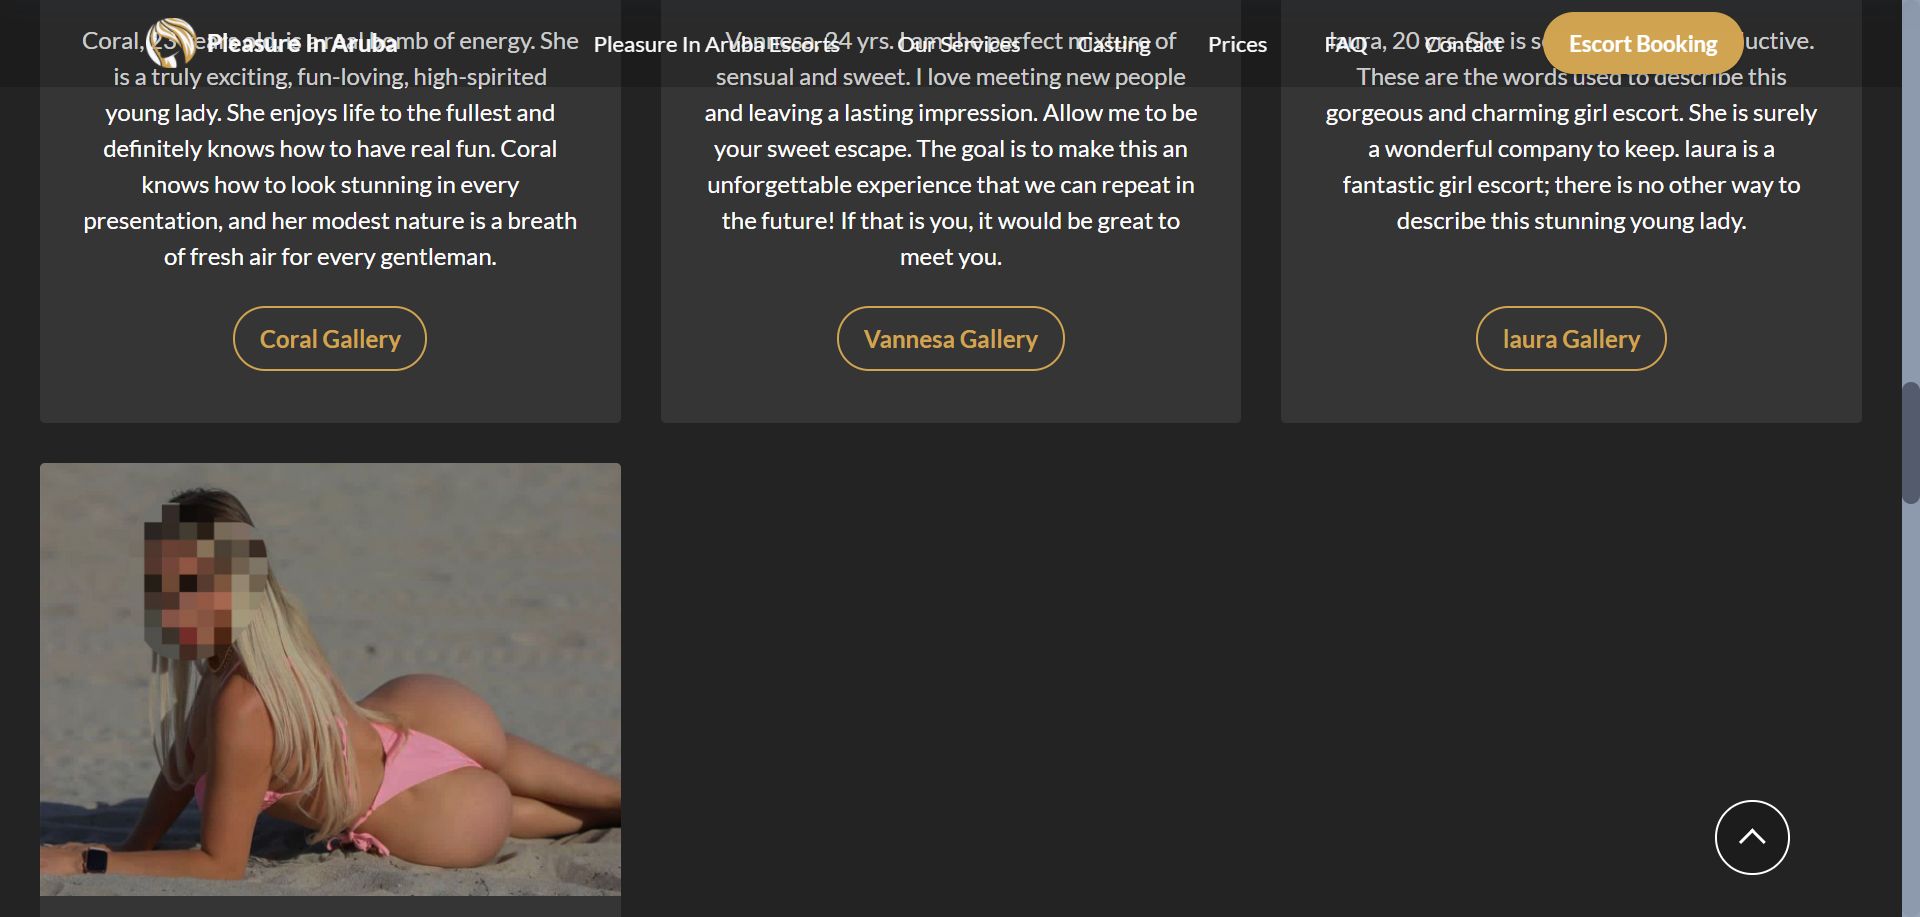 Pleasure In Aruba
Pleasure In Aruba Escorts
Our Services
Casting
Prices
FAQ
Contact
Escort Booking
Coral, 23 years old, is a real bomb of energy. She
is a truly exciting, fun-loving, high-spirited
young lady. She enjoys life to the fullest and
definitely knows how to have real fun. Coral
knows how to look stunning in every
presentation, and her modest nature is a breath
of fresh air for every gentleman.
Coral Gallery
Vannesa, 24 yrs. I am the perfect mixture of
sensual and sweet. I love meeting new people
and leaving a lasting impression. Allow me to be
your sweet escape. The goal is to make this an
unforgettable experience that we can repeat in
the future! If that is you, it would be great to
meet you.
Vannesa Gallery
laura, 20 yrs. She is
These are the words used to describe this
gorgeous and charming girl escort. She is surely
a wonderful company to keep. laura is a
fantastic girl escort; there is no other way to
describe this stunning young lady.
laura Gallery